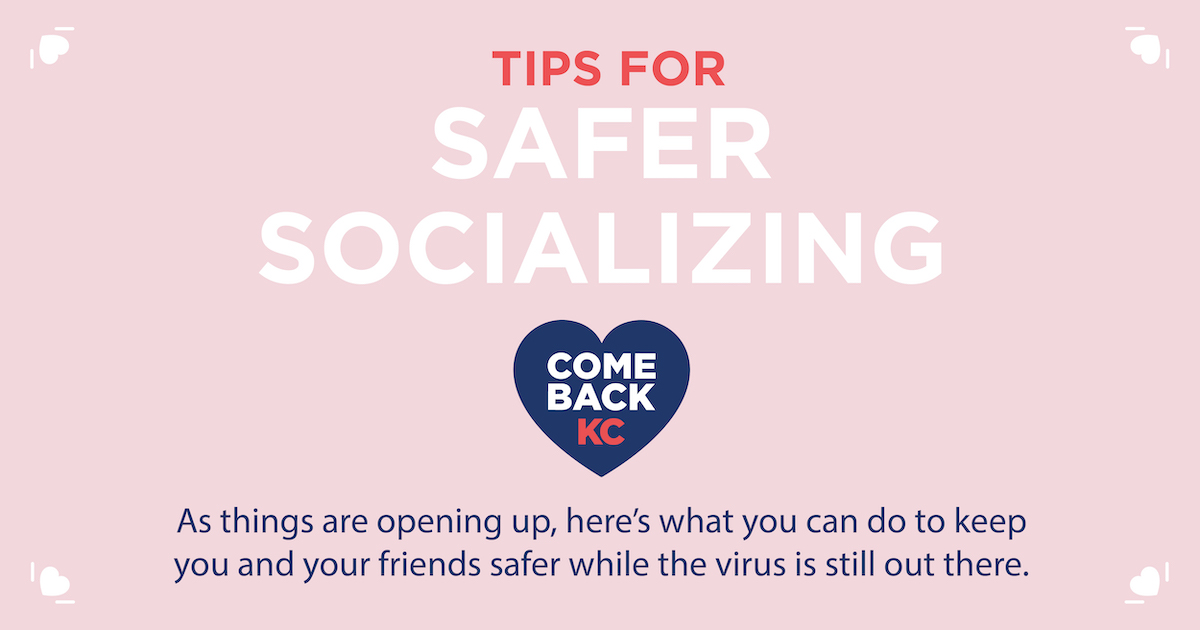 TIPS FOR
SAFER
SOCIALIZING
COME
BACK
KC
As things are opening up, here’s what you can do to keep
you and your friends safer while the virus is still out there.